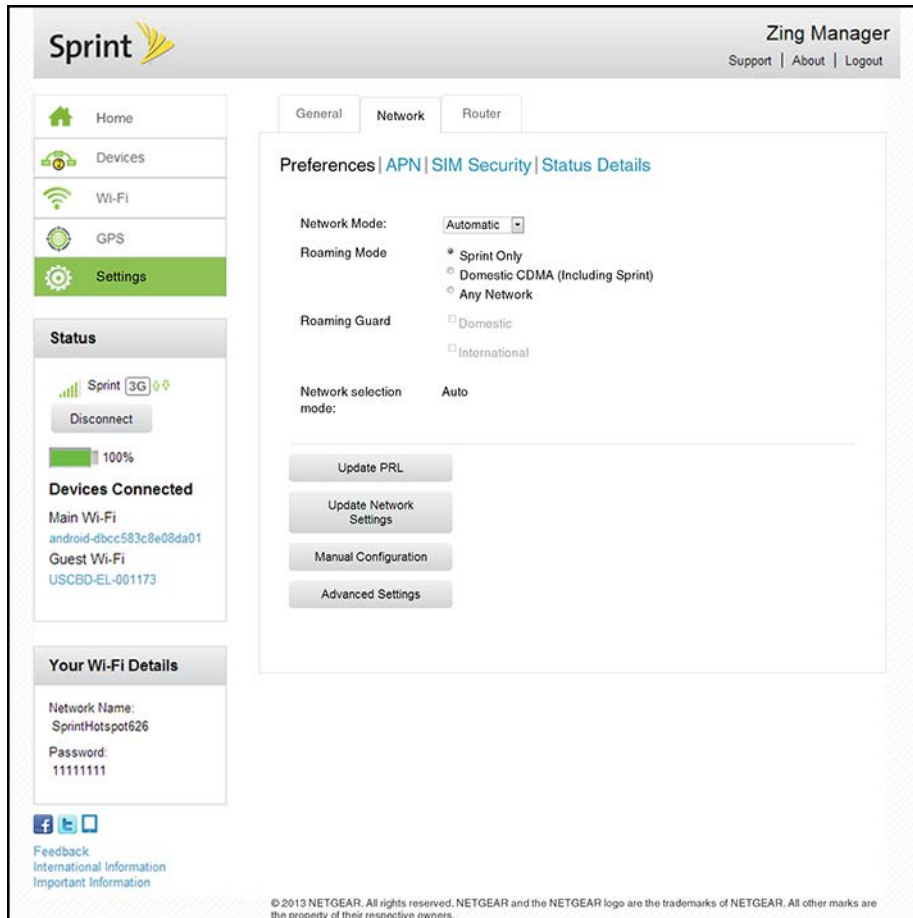 Sprint
Zing Manager
Support | About | Logout
Home
Devices
2
Wi-Fi
GPS
Settings
General
Network
Router
Preferences| APN| SIM Security| Status Details
Network Mode:
Automatic
Roaming Mode
Sprint Only
Domestic CDMA (Including Sprint)
Any Network
Roaming Guard
Domestic
International
Network selection
mode:
Auto
Update PRL
Update Network
Settings
Manual Configuration
Advanced Settings
Status
Sprint 3G
Disconnect
100%
Devices Connected
Main Wi-Fi
android-dbcc583c8e08da01
Guest Wi-Fi
USCBD-EL-001173
Your Wi-Fi Details
Network Name:
SprintHotspot626
Password:
11111111
Feedback
International Information
Important Information
© 2013 NETGEAR. All rights reserved. NETGEAR and the NETGEAR logo are the trademarks of NETGEAR. All other marks are
the property of their respective owners.